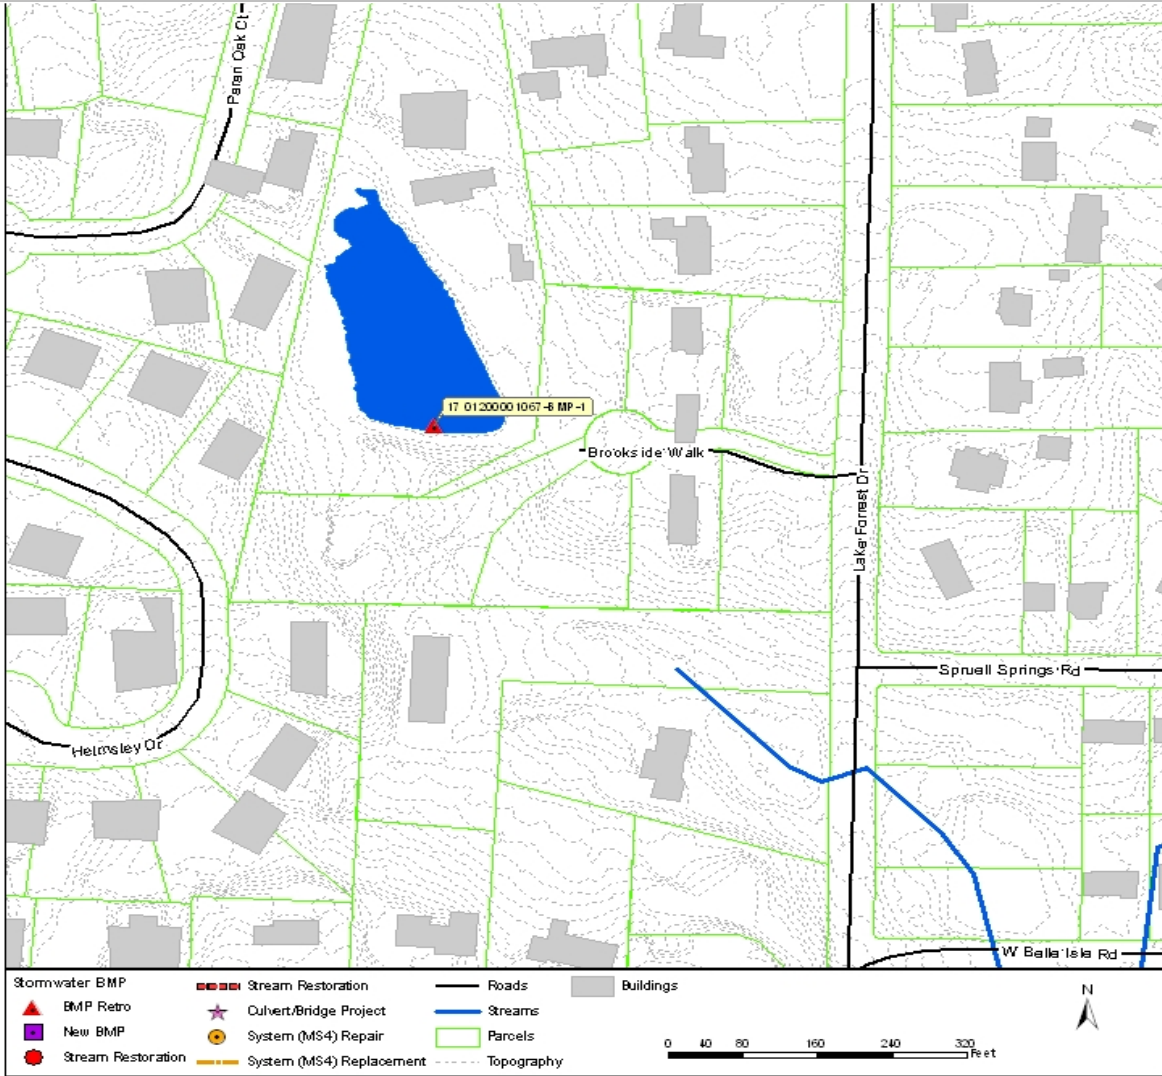 Paran Oak Ct
17 01200001067-BMP-1
Brookside Walk
Lake Forrest Dr
Spruell Springs Rd
Helmsley Dr
W Belle Isle Rd
Stormwater BMP
BMP Retro
New BMP
Stream Restoration
Stream Restoration
Culvert/Bridge Project
System (MS4) Repair
System (MS4) Replacement
Roads
Streams
Parcels
Topography
Buildings
N
0 40 80 160 240 320
Feet